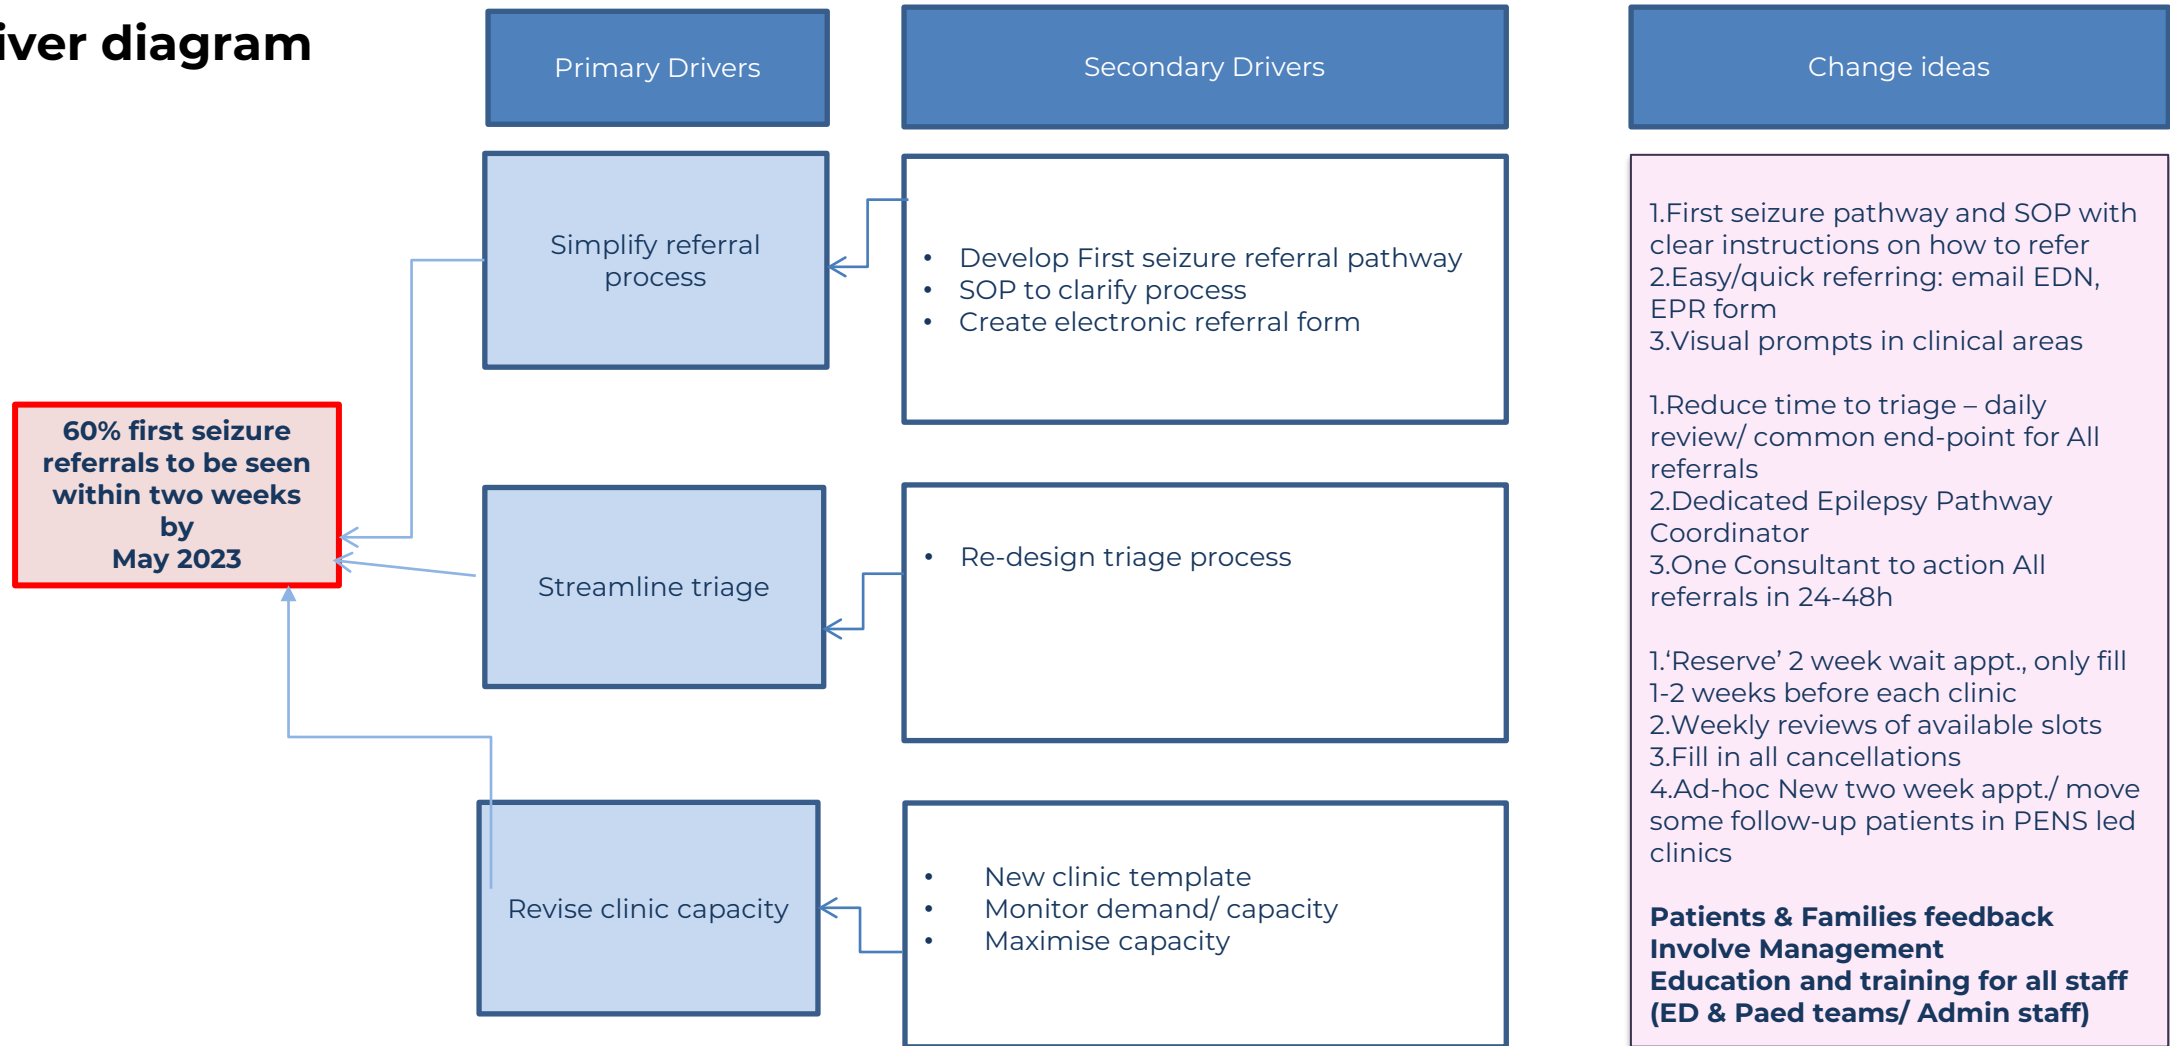 iver diagram
Primary Drivers
Secondary Drivers
Change ideas
60% first seizure
referrals to be seen
within two weeks
by
May 2023
Simplify referral
process
• Develop First seizure referral pathway
• SOP to clarify process
• Create electronic referral form
Streamline triage
• Re-design triage process
Revise clinic capacity
• New clinic template
• Monitor demand/ capacity
• Maximise capacity
1.First seizure pathway and SOP with
clear instructions on how to refer
2.Easy/quick referring: email EDN,
EPR form
3.Visual prompts in clinical areas
1.Reduce time to triage – daily
review/ common end-point for All
referrals
2.Dedicated Epilepsy Pathway
Coordinator
3.One Consultant to action All
referrals in 24-48h
1.‘Reserve’ 2 week wait appt., only fill
1-2 weeks before each clinic
2.Weekly reviews of available slots
3.Fill in all cancellations
4.Ad-hoc New two week appt./ move
some follow-up patients in PENS led
clinics
Patients & Families feedback
Involve Management
Education and training for all staff
(ED & Paed teams/ Admin staff)